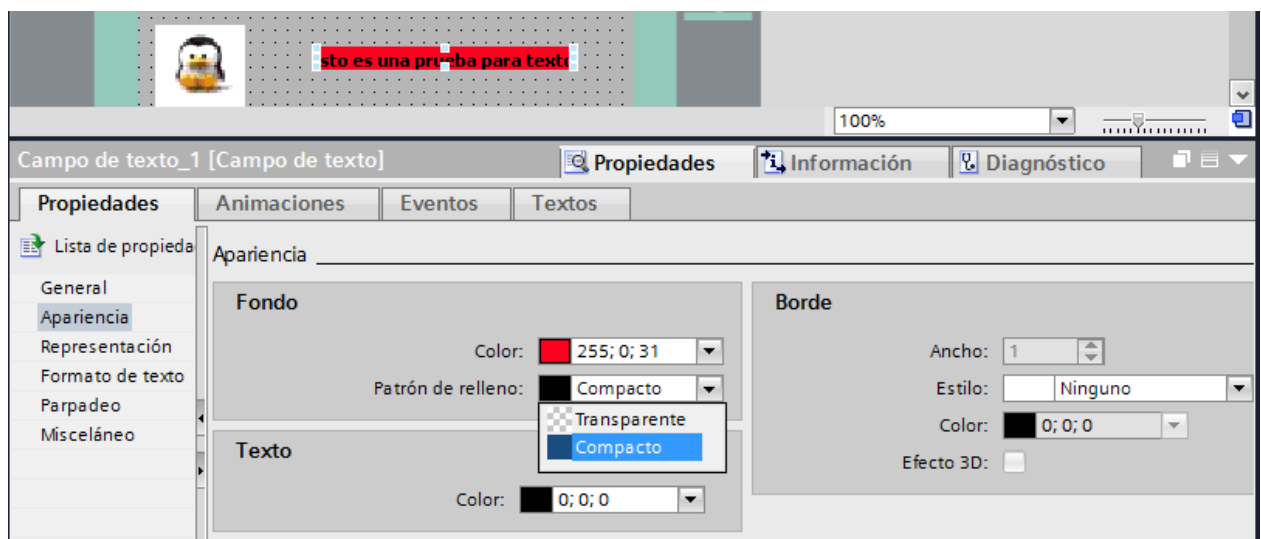 sto es una prueba para texto
100%
Campo de texto_1 [Campo de texto]
Propiedades
Información
Diagnóstico
Propiedades
Animaciones
Eventos
Textos
Lista de propieda
Apariencia
General
Apariencia
Representación
Formato de texto
Parpadeo
Misceláneo
Fondo
Color: 255; 0; 31
Patrón de relleno: Compacto
Transparente
Compacto
Texto
Color: 0; 0; 0
Borde
Ancho: 1
Estilo: Ninguno
Color: 0; 0; 0
Efecto 3D: